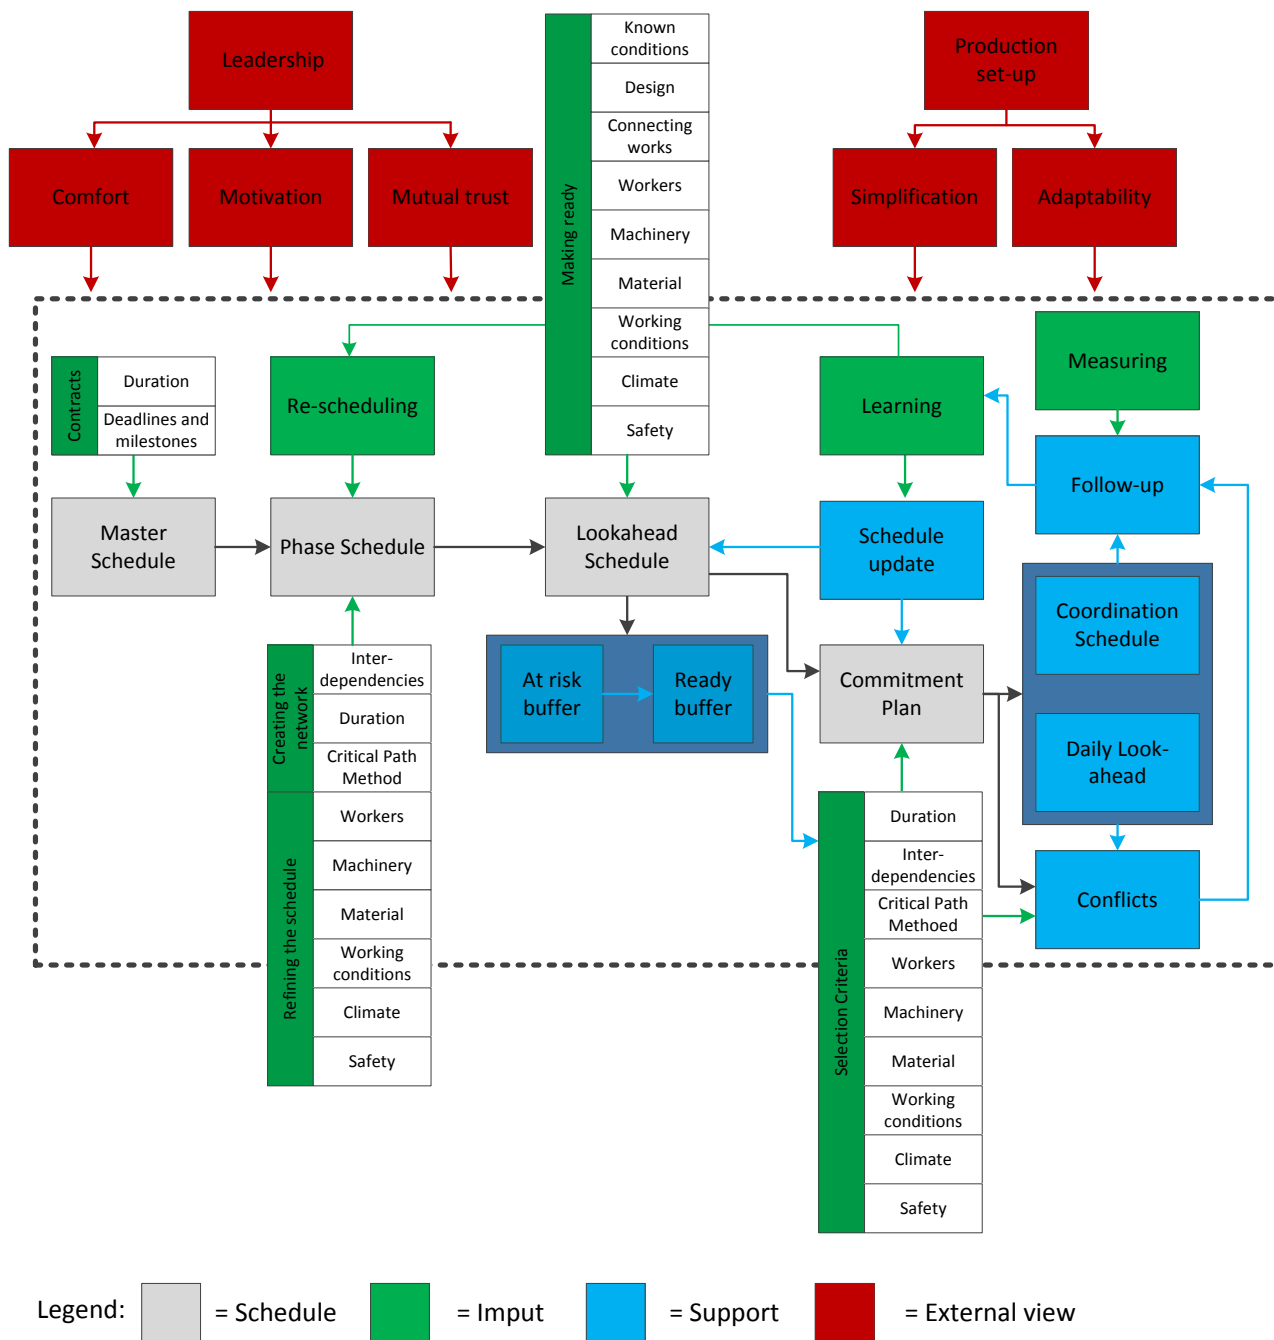 Leadership
Comfort
Motivation
Mutual trust
Making ready
Known
conditions
Design
Connecting
works
Workers
Machinery
Material
Working
conditions
Climate
Safety
Production
set-up
Simplification
Adaptability
Contracts
Duration
Deadlines and
milestones
Re-scheduling
Learning
Measuring
Follow-up
Master
Schedule
Phase Schedule
Lookahead
Schedule
Schedule
update
Coordination
Schedule
Daily Look-
ahead
At risk
buffer
Ready
buffer
Commitment
Plan
Conflicts
Creating the
network
Inter-
dependencies
Duration
Critical Path
Method
Refining the schedule
Workers
Machinery
Material
Working
conditions
Climate
Safety
Selection Criteria
Duration
Inter-
dependencies
Critical Path
Methoed
Workers
Machinery
Material
Working
conditions
Climate
Safety
Legend:
= Schedule
= Imput
= Support
= External view